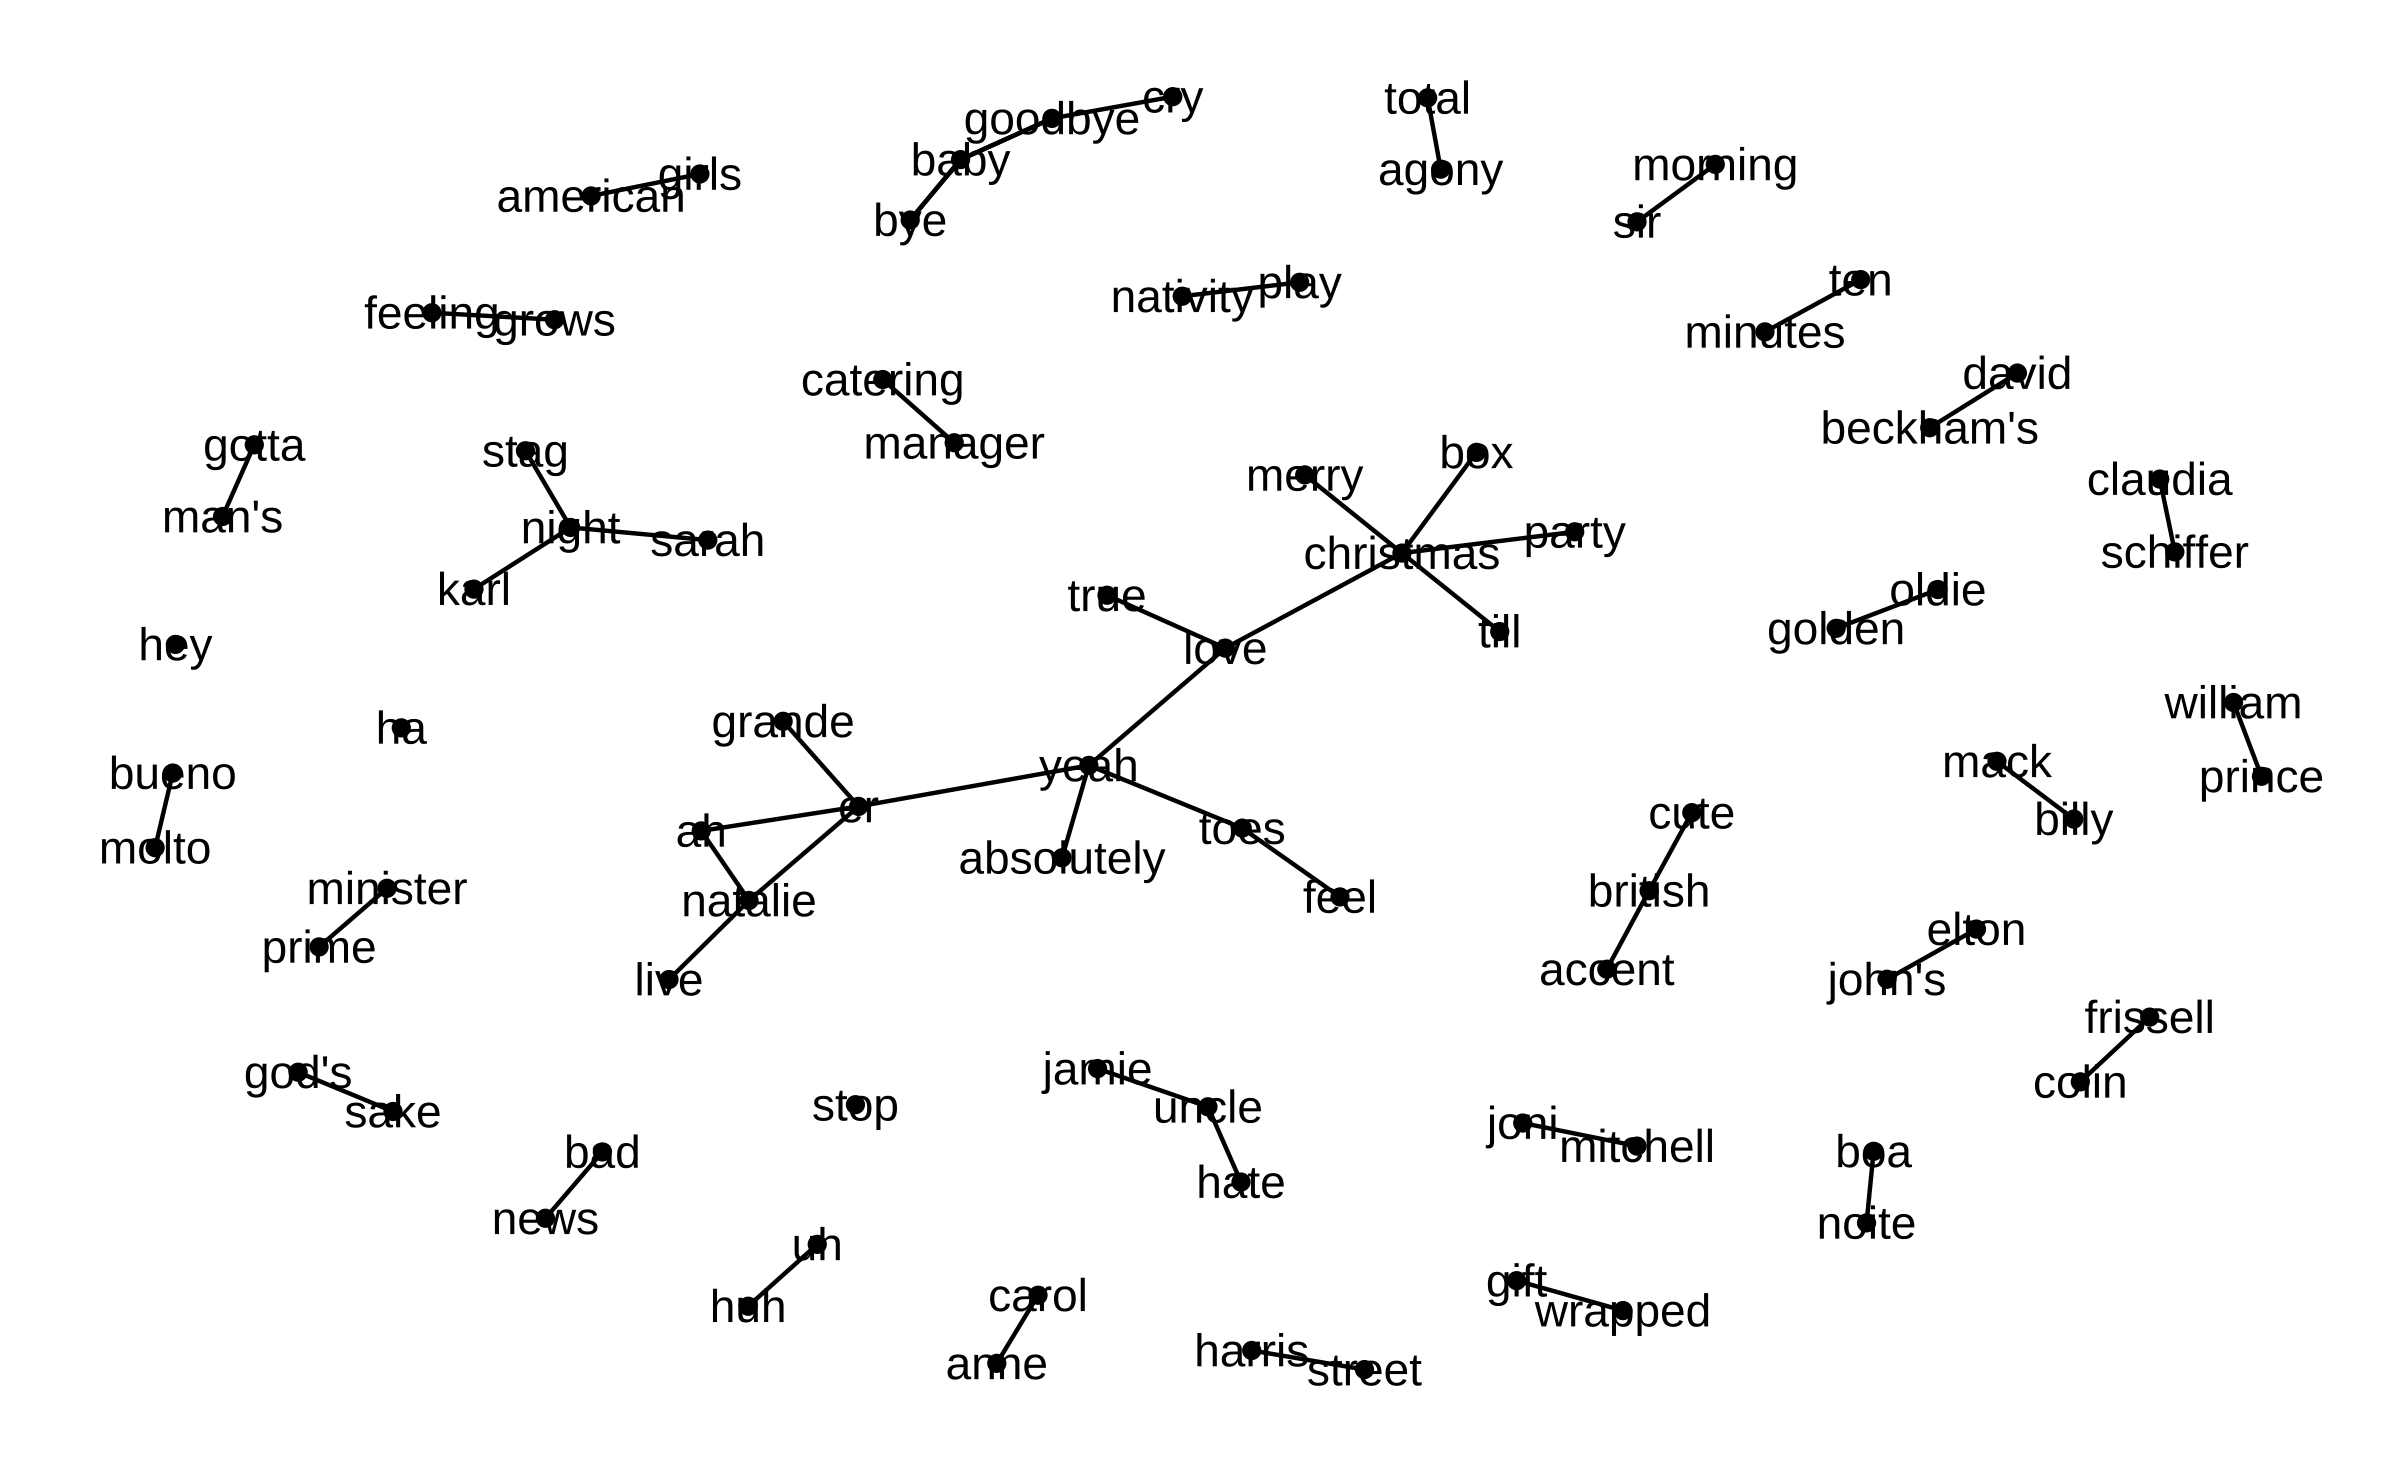 cry
total
goodbye
baby
agony
morning
girls
american
bye
sir
ten
play
nativity
feeling
grows
minutes
david
catering
beckham's
gotta
manager
stag
box
merry
claudia
man's
night
sarah
party
christmas
schiffer
karl
true
oldie
golden
till
hey
love
william
grande
ha
mack
bueno
yeah
prince
er
cute
billy
ah
toes
molto
absolutely
minister
british
natalie
feel
elton
prime
accent
live
john's
frissell
jamie
god's
colin
sake
stop
uncle
joni
mitchell
bad
boa
hate
news
noite
uh
gift
carol
huh
wrapped
harris
anne
street